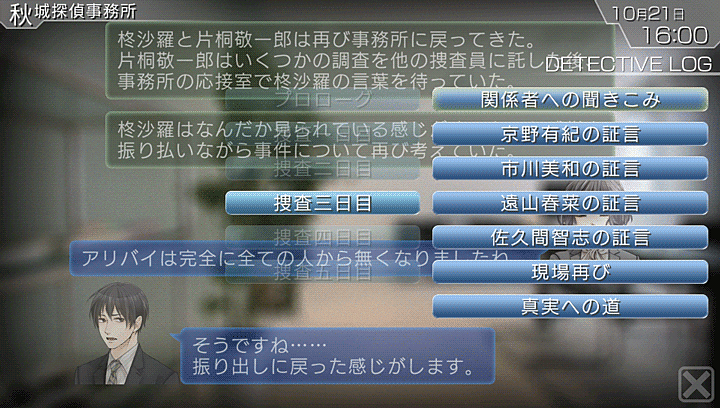 秋城探偵事務所
10月21日
16:00
DETECTIVE LOG
柊沙羅と片桐敬一郎は再び事務所に戻ってきた。
片桐敬一郎はいくつかの調査を他の捜査員に託した後、
事務所の応接室で柊沙羅の言葉を待っていた。
柊沙羅はなんだか見られている感じ
振り払いながら事件について再び考えていた。
プロローグ
捜査一日目
捜査二日目
捜査三日目
捜査四日目
捜査五日目
関係者への聞きこみ
京野有紀の証言
市川美和の証言
遠山春菜の証言
佐久間智志の証言
現場再び
真実への道
アリバイは完全に全ての人から無くなりましたね
そうですね……
振り出しに戻った感じがします。